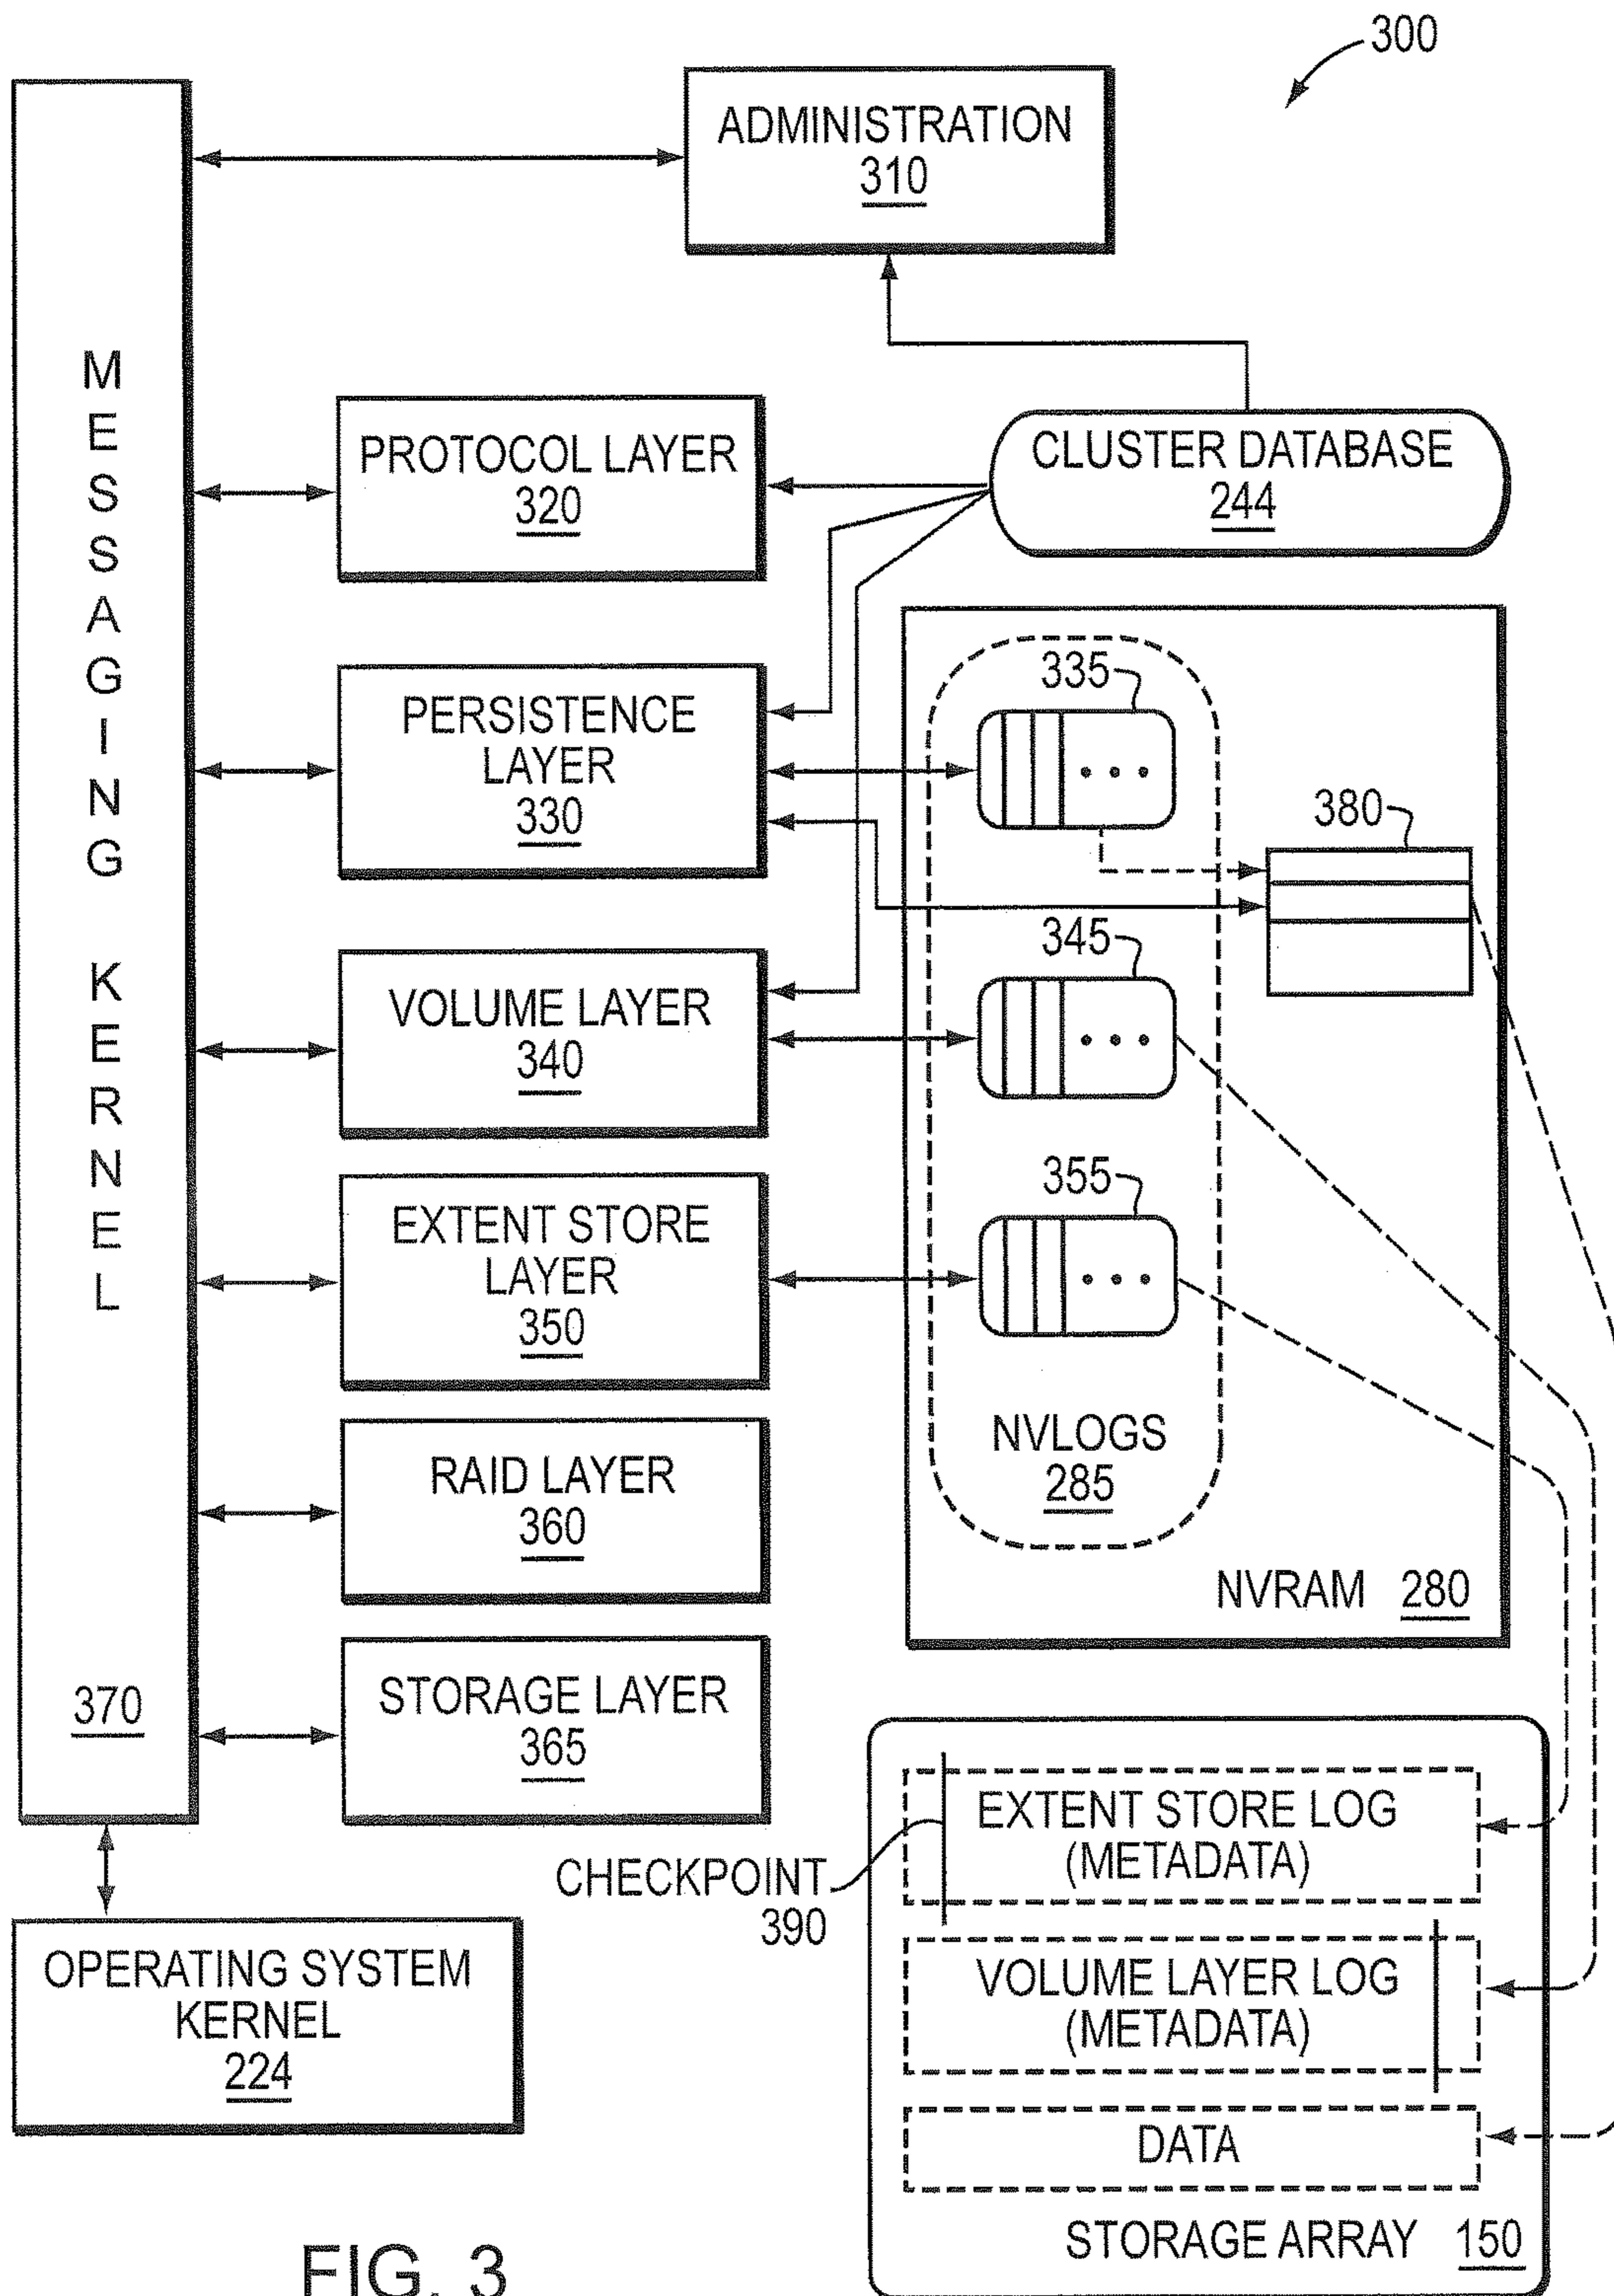 300
ADMINISTRATION
310
MESSAGING KERNEL
370
PROTOCOL LAYER
320
CLUSTER DATABASE
244
PERSISTENCE
LAYER
330
335
380
VOLUME LAYER
340
345
EXTENT STORE
LAYER
350
355
NVLOGS
285
RAID LAYER
360
NVRAM 280
STORAGE LAYER
365
EXTENT STORE LOG
(METADATA)
CHECKPOINT
390
VOLUME LAYER LOG
(METADATA)
DATA
STORAGE ARRAY 150
OPERATING SYSTEM
KERNEL
224
FIG. 3